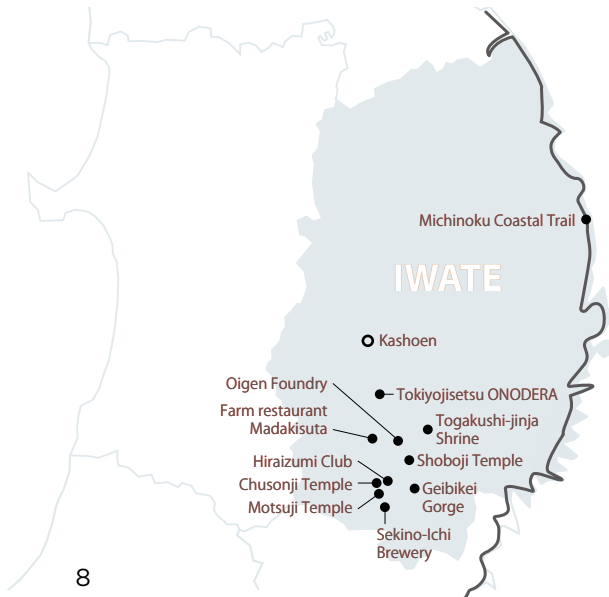 Michinoku Coastal Trail
IWATE
Kashoen
Oigen Foundry
Tokiyojisetsu ONODERA
Farm restaurant
Madakisuta
Togakushi-jinja
Shrine
Shoboji Temple
Hiraizumi Club
Chusonji Temple
Geibikei
Gorge
Motsuji Temple
Sekino-Ichi
Brewery
8